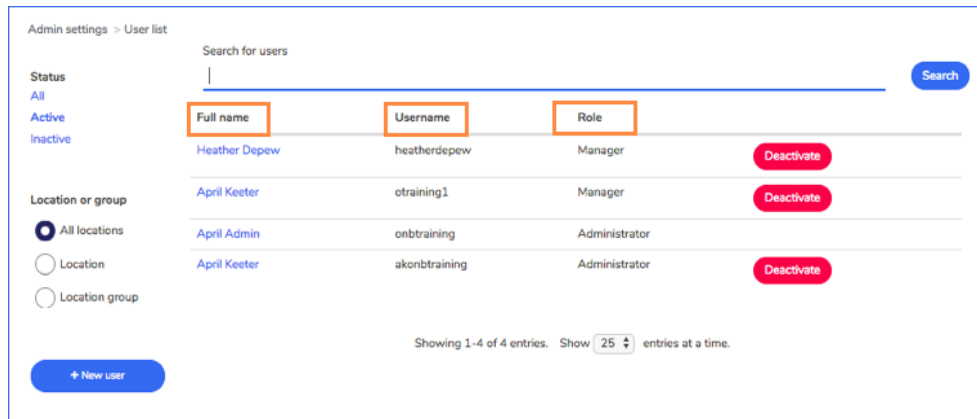 Admin settings > User list
Search for users
Search
Status
All
Active
Inactive
Location or group
All locations
Location
Location group
+ New user
Full name Username Role
Heather Depew heatherdepew Manager Deactivate
April Keeter otraining1 Manager Deactivate
April Admin onbtraining Administrator
April Keeter akonbtraining Administrator Deactivate
Showing 1-4 of 4 entries. Show 25 entries at a time.